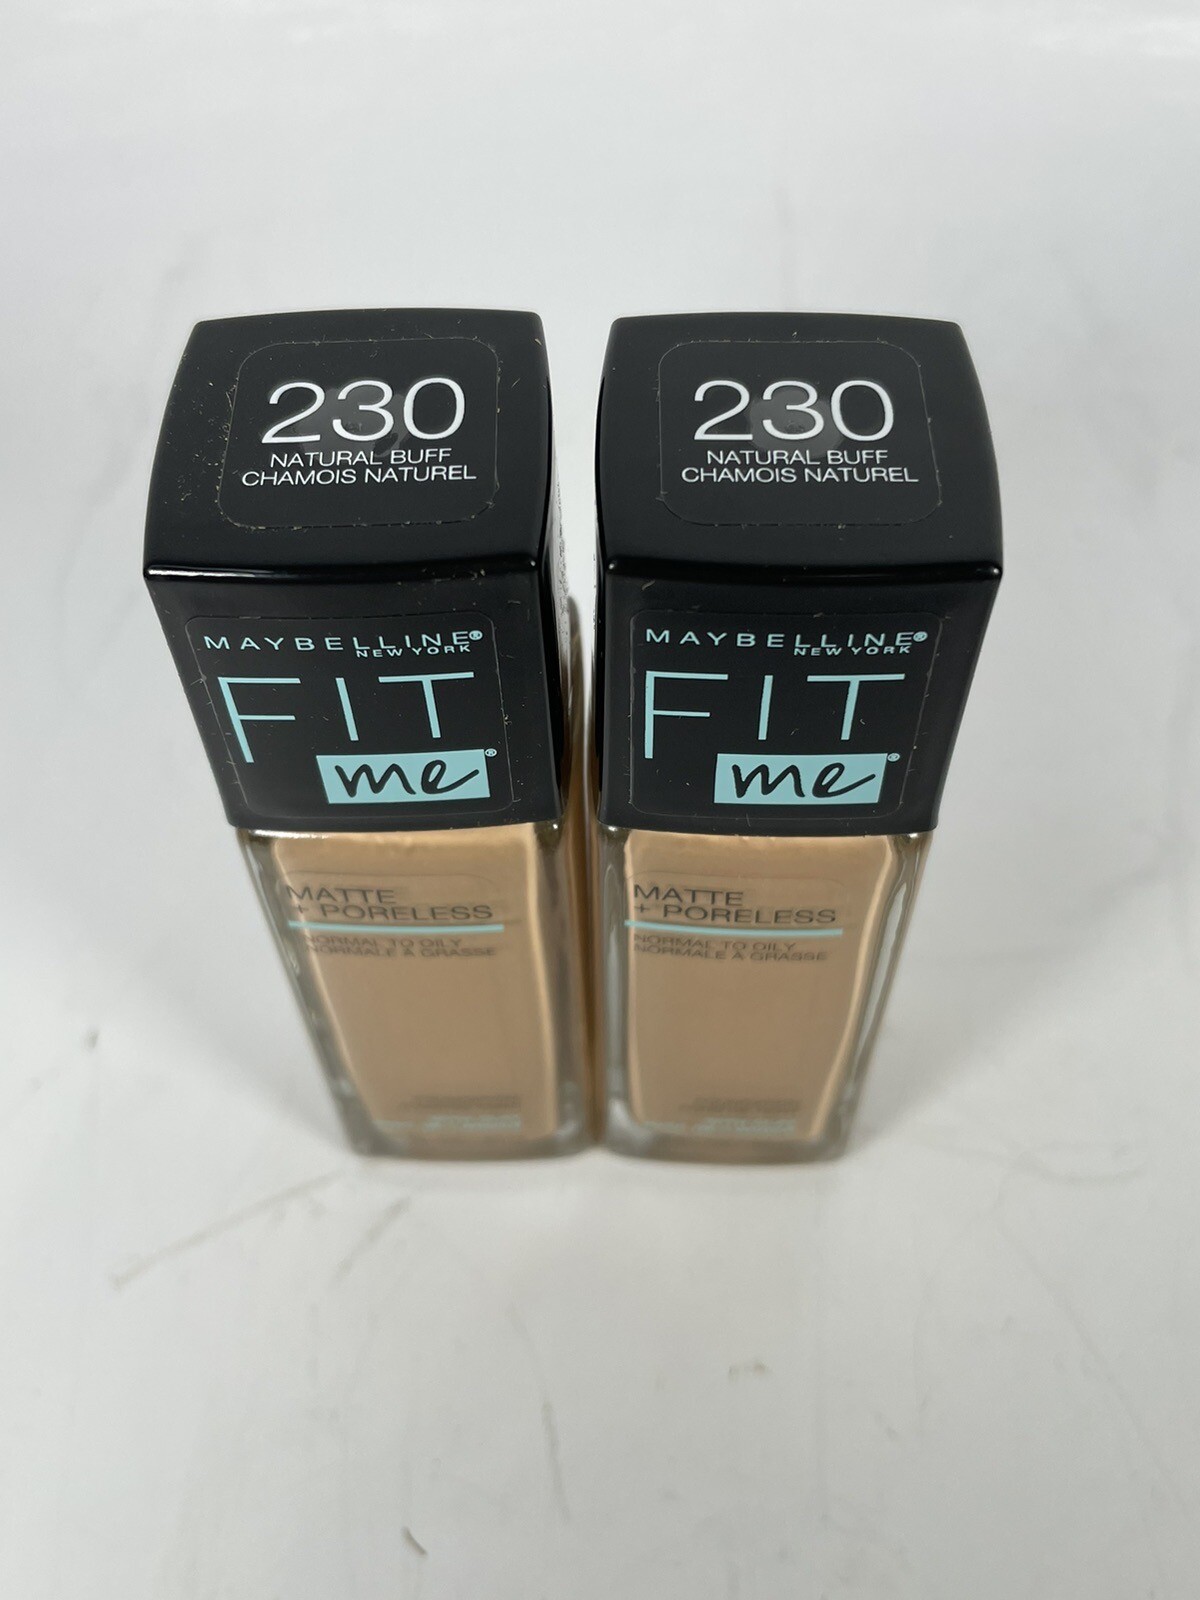 230
NATURAL BUFF
CHAMOIS NATUREL
MAYBELLINE®
NEW YORK
FIT
me®
MATTE
+ PORELESS
NORMAL TO OILY
NORMALE À GRASSE
230
NATURAL BUFF
CHAMOIS NATUREL
MAYBELLINE®
NEW YORK
FIT
me®
MATTE
+ PORELESS
NORMAL TO OILY
NORMALE À GRASSE